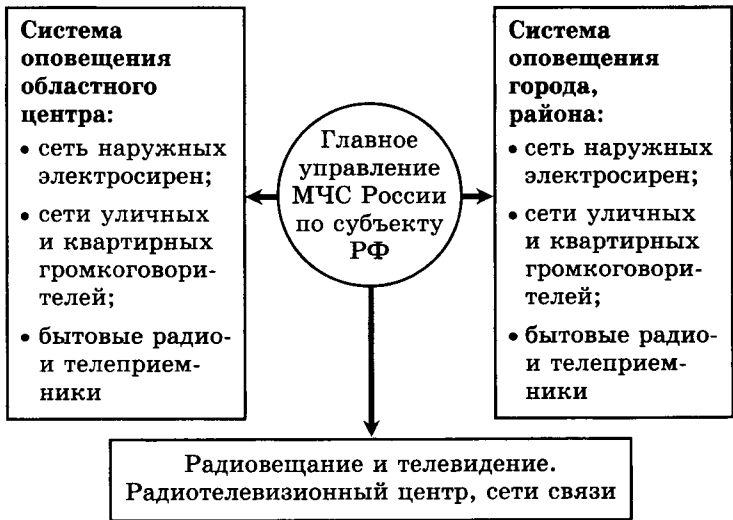 Система
оповещения
областного
центра:
• сеть наружных
электросирен;
• сети уличных
и квартирных
громкоговори-
телей;
• бытовые радио-
и телеприем-
ники
Главное
управление
МЧС России
по субъекту
РФ
Система
оповещения
города,
района:
• сеть наружных
электросирен;
• сети уличных
и квартирных
громкоговори-
телей;
• бытовые радио-
и телеприем-
ники
Радиовещание и телевидение.
Радиотелевизионный центр, сети связи